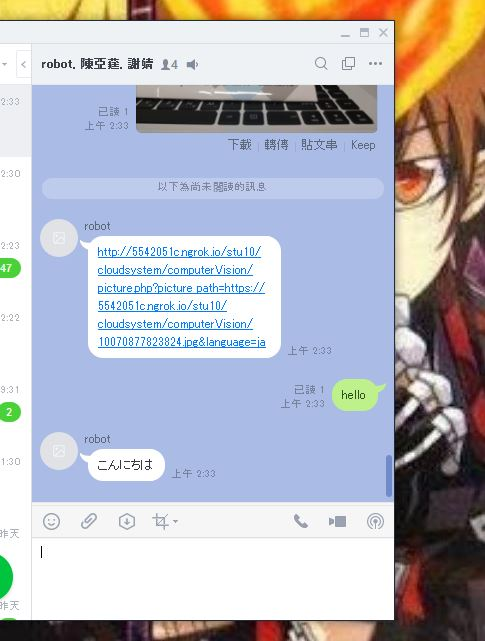 robot, 陳亞薐, 謝婧 4
2:33
已讀 1
上午 2:33
下載 | 轉傳 | 貼文串 | Keep
2:30
以下為尚未閱讀的訊息
robot
2:23
47
http://5542051c.ngrok.io/stu10/
cloudsystem/computerVision/
picture.php?picture_path=https://
5542051c.ngrok.io/stu10/
cloudsystem/computerVision/
10070877823824.jpg&language=ja
上午 2:33
2:22
已讀 1
上午 2:33
hello
9:31
2
robot
こんにちは
上午 2:33
1:30
昨天
昨天